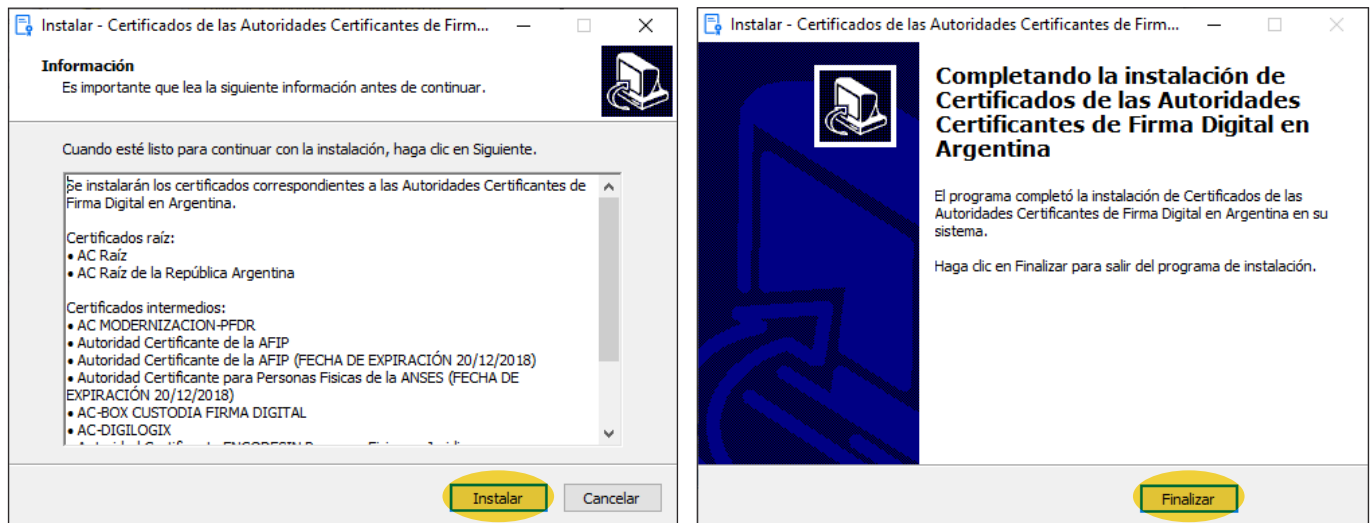 Instalar - Certificados de las Autoridades Certificantes de Firm...
Información
Es importante que lea la siguiente información antes de continuar.
Cuando esté listo para continuar con la instalación, haga clic en Siguiente.
Se instalarán los certificados correspondientes a las Autoridades Certificantes de
Firma Digital en Argentina.
Certificados raíz:
• AC Raíz
• AC Raíz de la República Argentina
Certificados intermedios:
• AC MODERNIZACION-PFDR
• Autoridad Certificante de la AFIP
• Autoridad Certificante de la AFIP (FECHA DE EXPIRACIÓN 20/12/2018)
• Autoridad Certificante para Personas Fisicas de la ANSES (FECHA DE
EXPIRACIÓN 20/12/2018)
• AC-BOX CUSTODIA FIRMA DIGITAL
• AC-DIGILOGIX
Instalar
Cancelar
Instalar - Certificados de las Autoridades Certificantes de Firm...
Completando la instalación de
Certificados de las Autoridades
Certificantes de Firma Digital en
Argentina
El programa completó la instalación de Certificados de las
Autoridades Certificantes de Firma Digital en Argentina en su
sistema.
Haga clic en Finalizar para salir del programa de instalación.
Finalizar